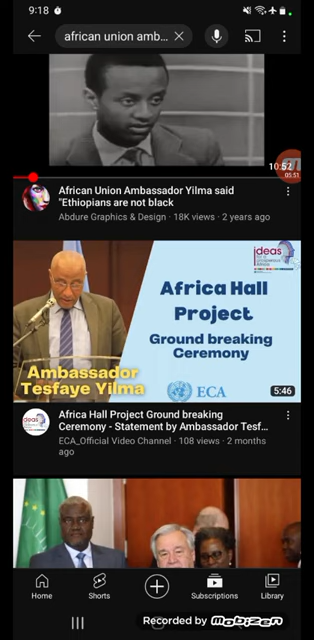 9:18
african union amb...
10:52
05:51
African Union Ambassador Yilma said
"Ethiopians are not black
Abdure Graphics & Design · 18K views · 2 years ago
ideas
Africa Hall
Project
Ground breaking
Ceremony
Ambassador
Tesfaye Yilma
ECA
5:46
ideas
Africa Hall Project Ground breaking
Ceremony - Statement by Ambassador Tesf...
ECA_Official Video Channel · 108 views · 2 months
ago
Home
Shorts
Subscriptions
Library
Recorded by Mobizen